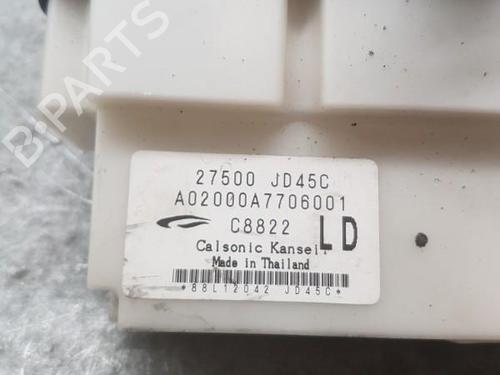 27500 JD45C
A02000A7706001
C8822 LD
Calsonic Kansei
Made in Thailand
*88L12042 JD45C*
B-Parts